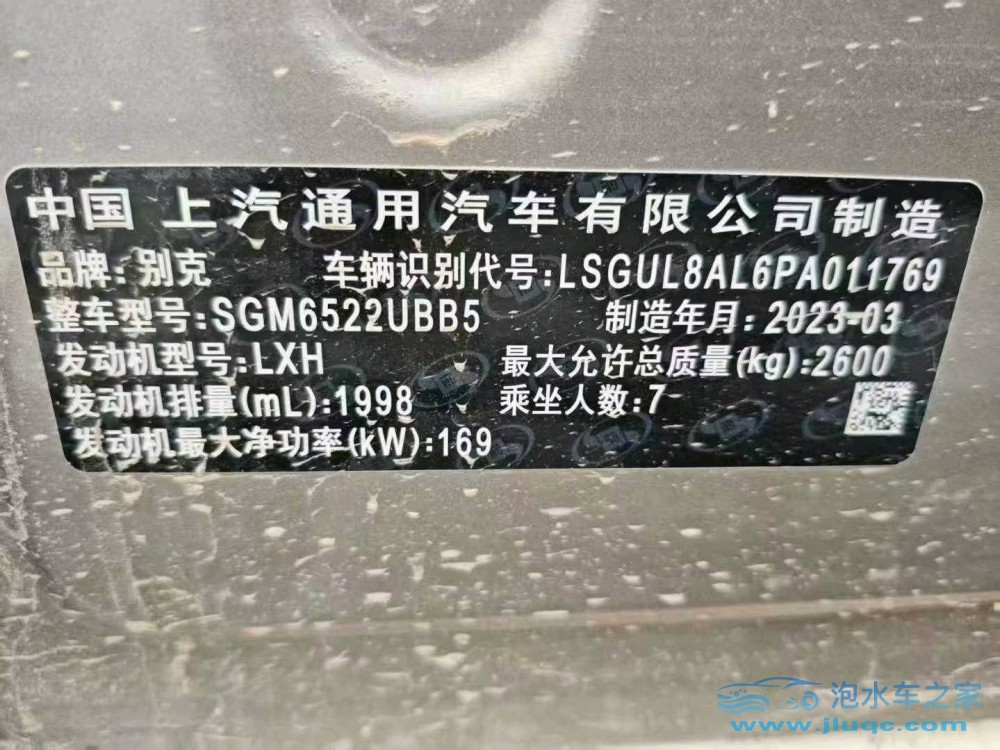 中国 上汽通用汽车有限公司制造
品牌:别克 车辆识别代号:LSGUL8AL6PA011769
整车型号:SGM6522UBB5 制造年月:2023-03
发动机型号:LXH 最大允许总质量(kg):2600
发动机排量(mL):1998 乘坐人数:7
发动机最大净功率(kW):169
泡水车之家
www.jluqc.com